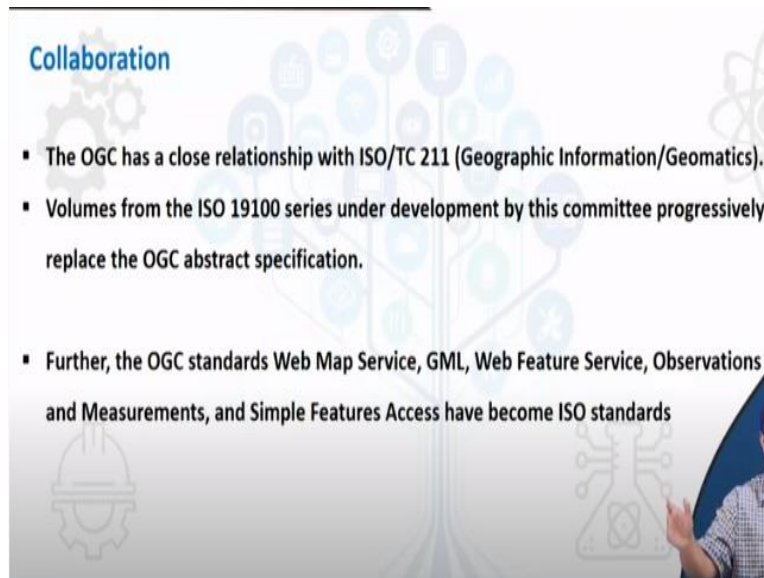 Collaboration
▪ The OGC has a close relationship with ISO/TC 211 (Geographic Information/Geomatics).
▪ Volumes from the ISO 19100 series under development by this committee progressively
replace the OGC abstract specification.
▪ Further, the OGC standards Web Map Service, GML, Web Feature Service, Observations
and Measurements, and Simple Features Access have become ISO standards